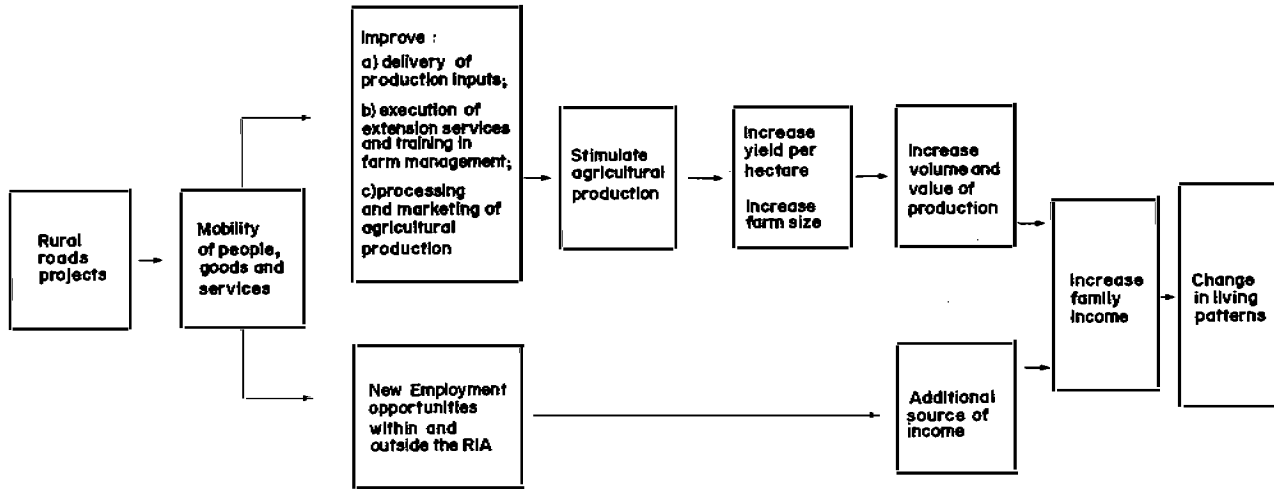 Rural
roads
projects
Mobility
of people,
goods and
services
Improve :
a) delivery of
production inputs;
b) execution of
extension services
and training in
farm management;
c) processing
and marketing of
agricultural
production
Stimulate
agricultural
production
Increase
yield per
hectare
Increase
farm size
Increase
volume and
value of
production
New Employment
opportunities
within and
outside the RIA
Additional
source of
income
Increase
family
income
Change
in living
patterns